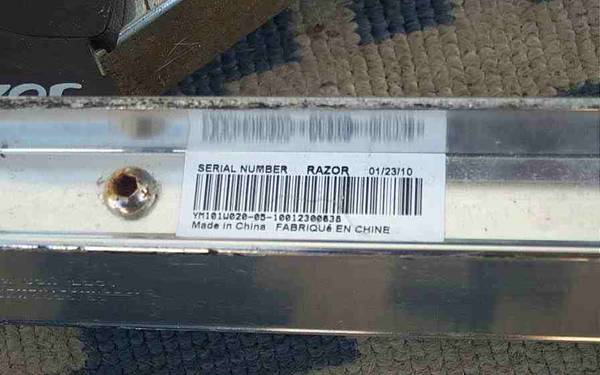 SERIAL NUMBER RAZOR 01/23/10
YM101W020-05-10012300638
Made in China FABRIQUé EN CHINE